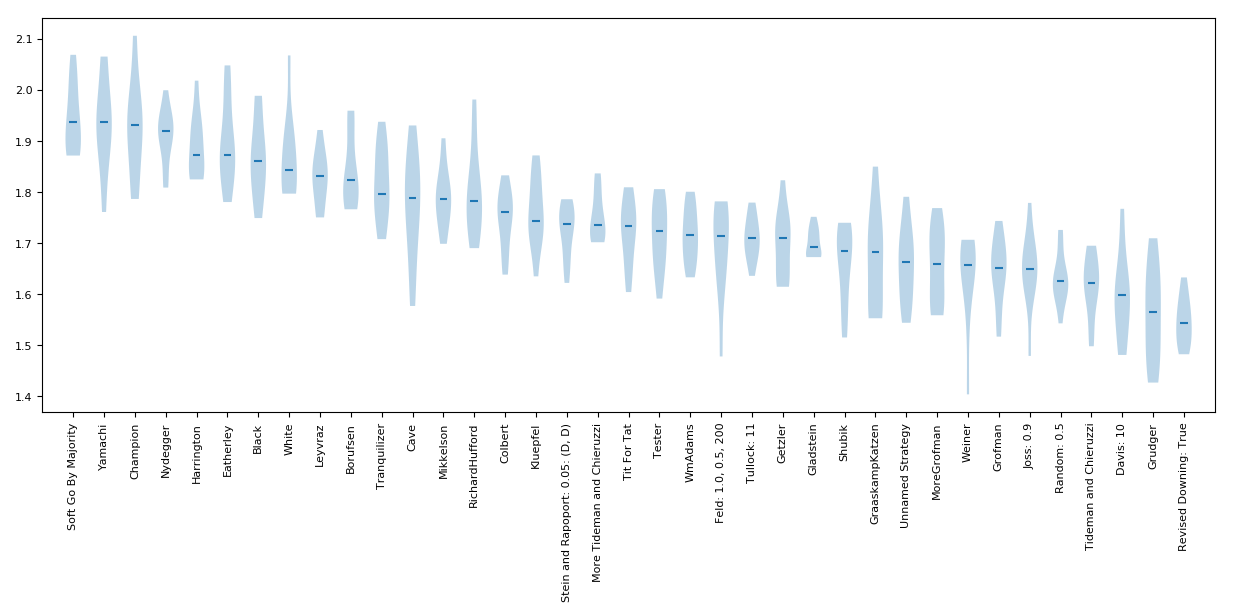 2.1
2.0
1.9
1.8
1.7
1.6
1.5
1.4
Soft Go By Majority
Yamachi
Champion
Nydegger
Harrington
Eatherley
Black
White
Leyvraz
Borufsen
Tranquilizer
Cave
Mikkelson
RichardHufford
Colbert
Kluepfel
Stein and Rapoport: 0.05: (D, D)
More Tideman and Chieruzzi
Tit For Tat
Tester
WmAdams
Feld: 1.0, 0.5, 200
Tullock: 11
Getzler
Gladstein
Shubik
GraaskampKatzen
Unnamed Strategy
MoreGrofman
Weiner
Grofman
Joss: 0.9
Random: 0.5
Tideman and Chieruzzi
Davis: 10
Grudger
Revised Downing: True